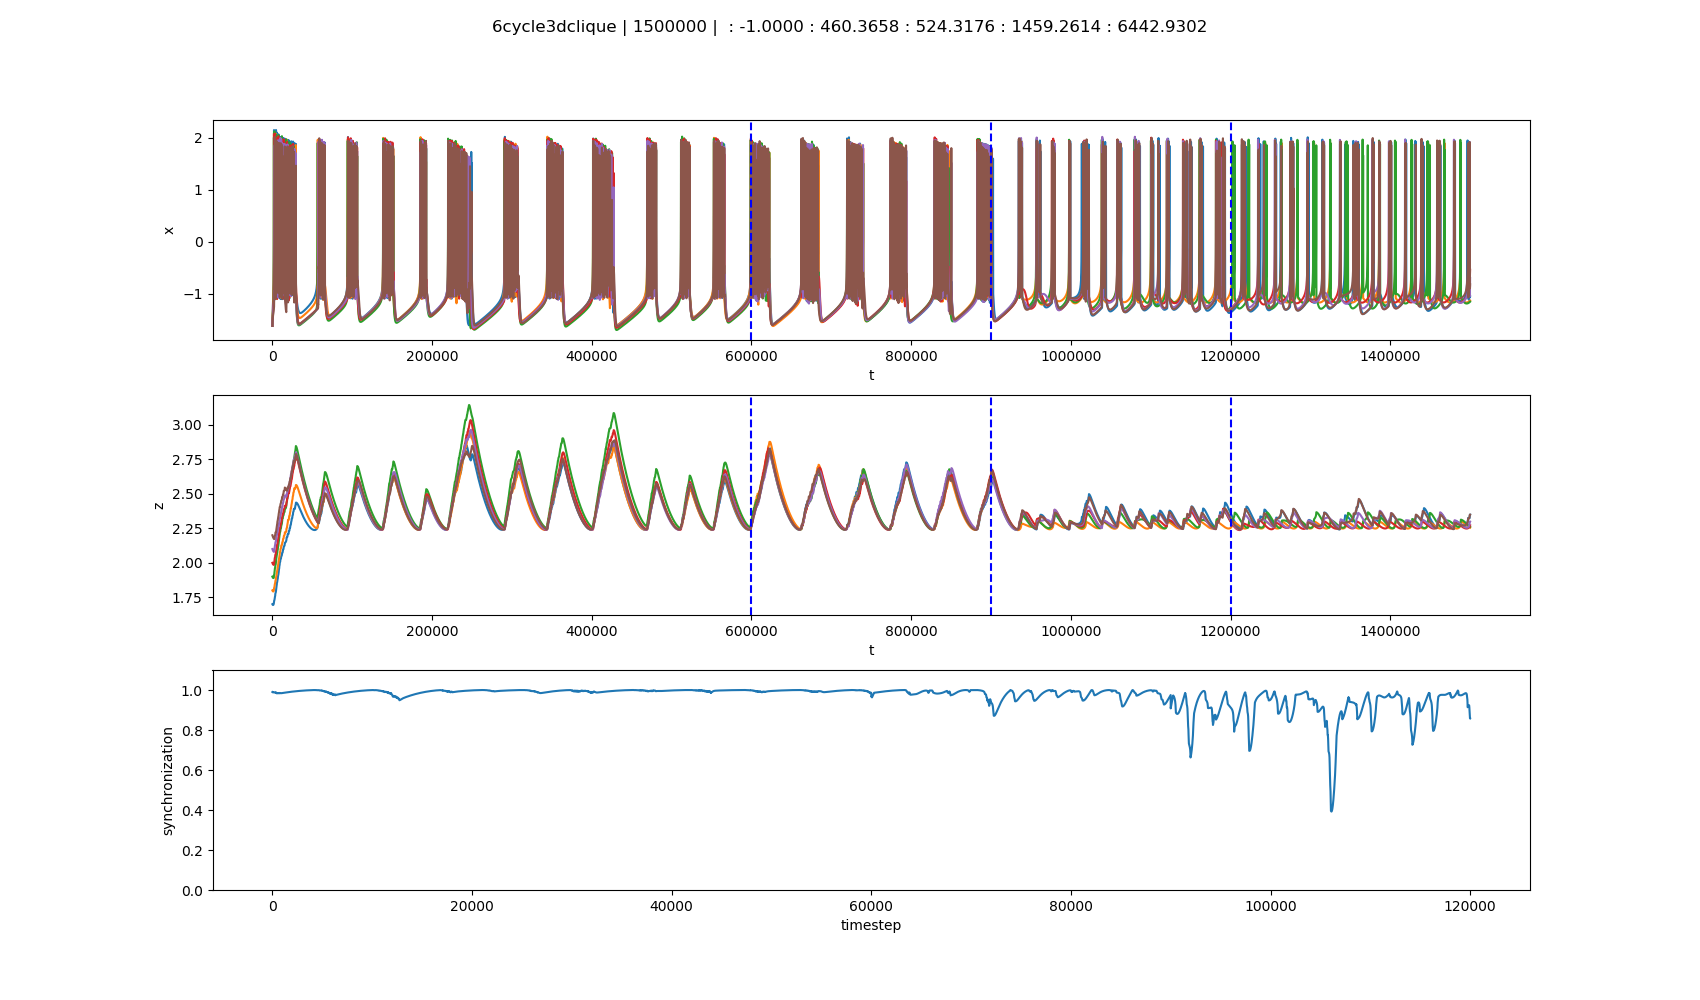 6cycle3dclique | 1500000 |  : -1.0000 : 460.3658 : 524.3176 : 1459.2614 : 6442.9302
2
1
0
−1
x
0 200000 400000 600000 800000 1000000 1200000 1400000
t
3.00
2.75
2.50
2.25
2.00
1.75
z
0 200000 400000 600000 800000 1000000 1200000 1400000
t
1.0
0.8
0.6
0.4
0.2
0.0
synchronization
0 20000 40000 60000 80000 100000 120000
timestep